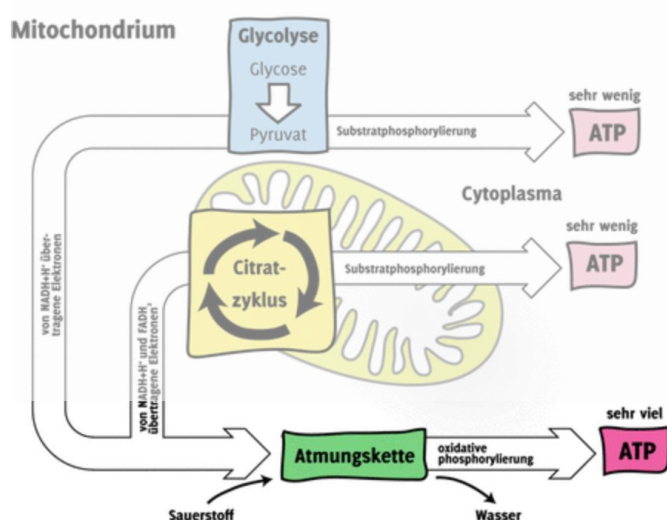 Mitochondrium
Glycolyse
Glycose
Pyruvat
Substratphosphorylierung
sehr wenig
ATP
Cytoplasma
Citrat-
zyklus
Substratphosphorylierung
sehr wenig
ATP
von NADH+H⁺ über-
tragene Elektronen
von NADH+H⁺ und FADH₂
übertragene Elektronen
Atmungskette
oxidative
phosphorylierung
sehr viel
ATP
Sauerstoff
Wasser